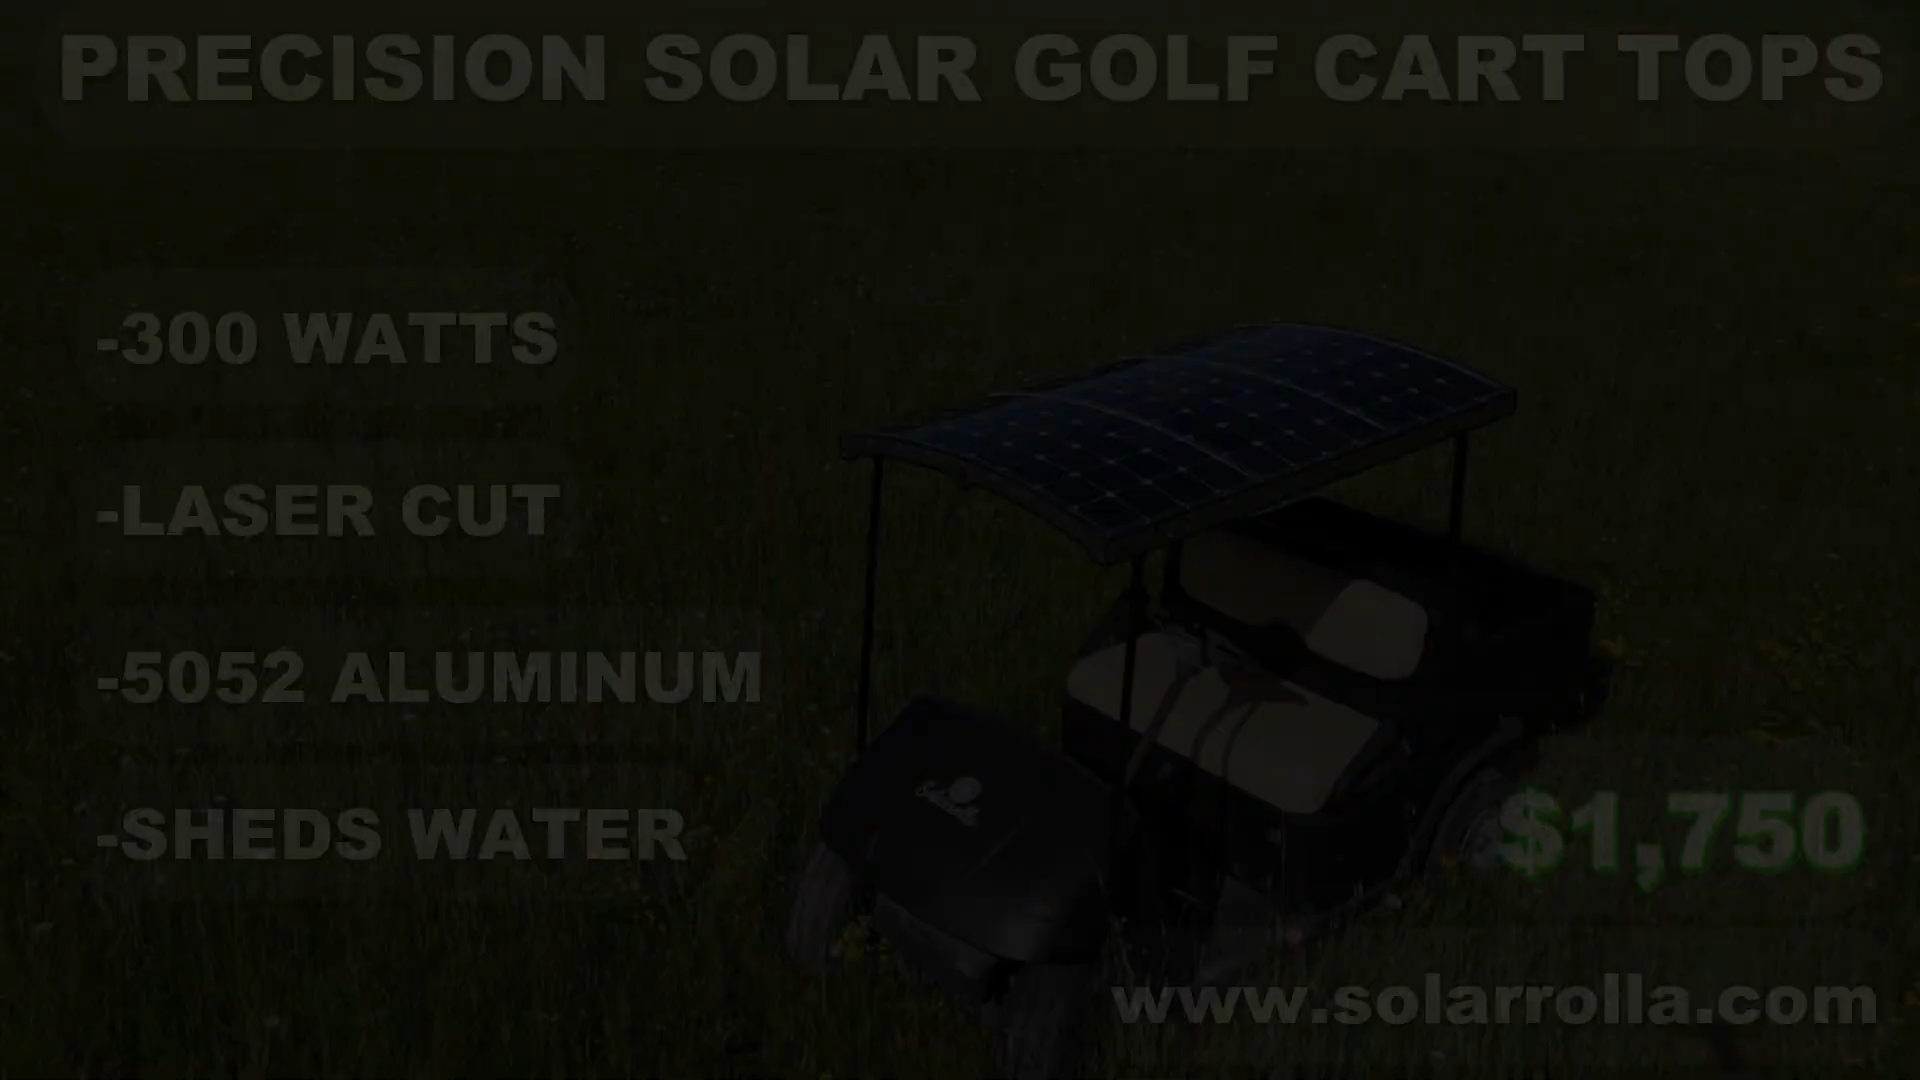 PRECISION SOLAR GOLF CART TOPS
-300 WATTS
-LASER CUT
-5052 ALUMINUM
-SHEDS WATER
$1,750
www.solarrolla.com